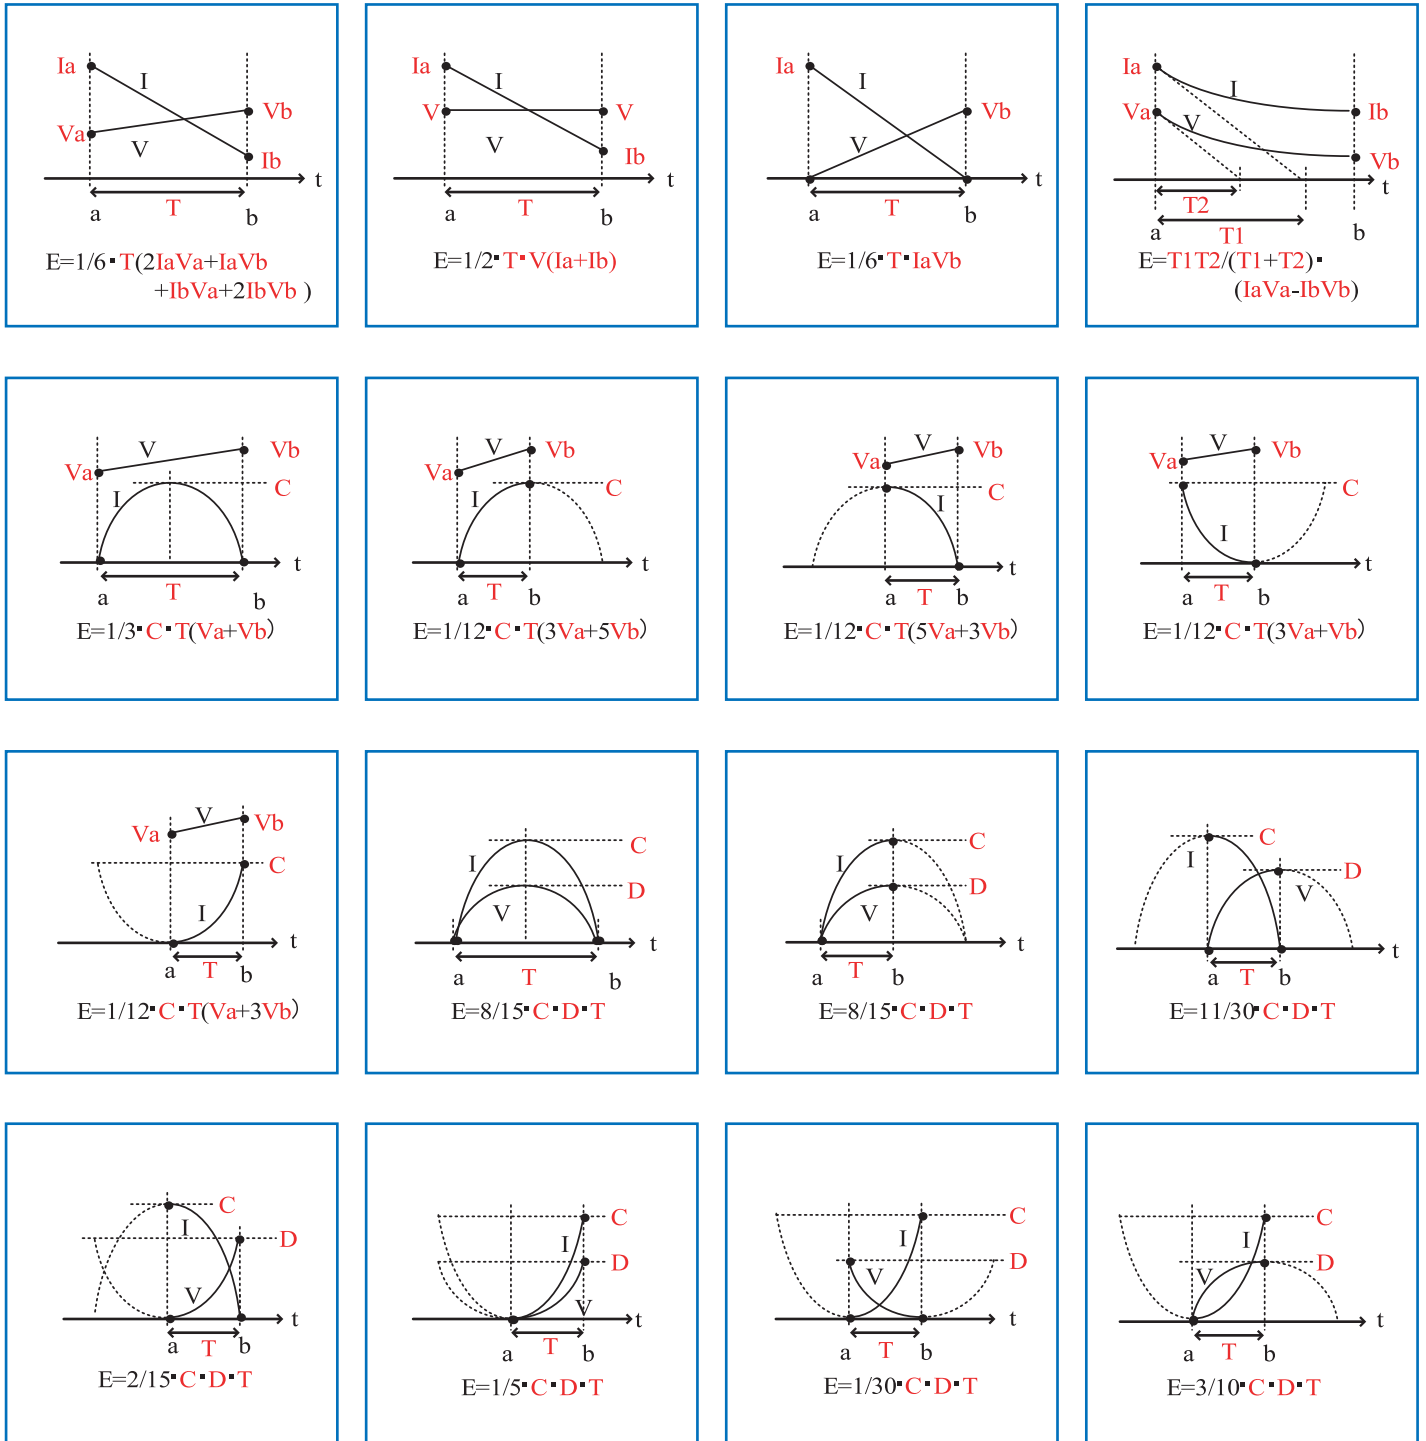 Ia
I
Va
Vb
V
Ib
t
T
a
b
E=1/6▪T(2IaVa+IaVb
+IbVa+2IbVb )
Ia
I
V
V
V
Ib
t
T
a
b
E=1/2▪T▪V(Ia+Ib)
Ia
I
Vb
V
t
T
a
b
E=1/6▪T▪IaVb
Ia
I
Va
V
Ib
Vb
t
T2
a
T1
b
E=T1T2/(T1+T2)▪
(IaVa-IbVb)
V
Vb
Va
C
I
t
T
a
b
E=1/3▪C▪T(Va+Vb)
V
Vb
Va
C
I
t
T
a
b
E=1/12▪C▪T(3Va+5Vb)
V
Vb
Va
C
I
t
a
T
b
E=1/12▪C▪T(5Va+3Vb)
V
Vb
Va
C
I
t
a
T
b
E=1/12▪C▪T(3Va+Vb)
V
Vb
Va
C
I
t
a
T
b
E=1/12▪C▪T(Va+3Vb)
C
I
D
V
t
a
T
b
E=8/15▪C▪D▪T
C
I
D
V
t
a
T
b
E=8/15▪C▪D▪T
C
I
D
V
t
a
T
b
E=11/30▪C▪D▪T
C
I
D
V
t
a
T
b
E=2/15▪C▪D▪T
C
I
D
V
t
a
T
b
E=1/5▪C▪D▪T
C
I
D
V
t
a
T
b
E=1/30▪C▪D▪T
C
I
D
V
t
a
T
b
E=3/10▪C▪D▪T